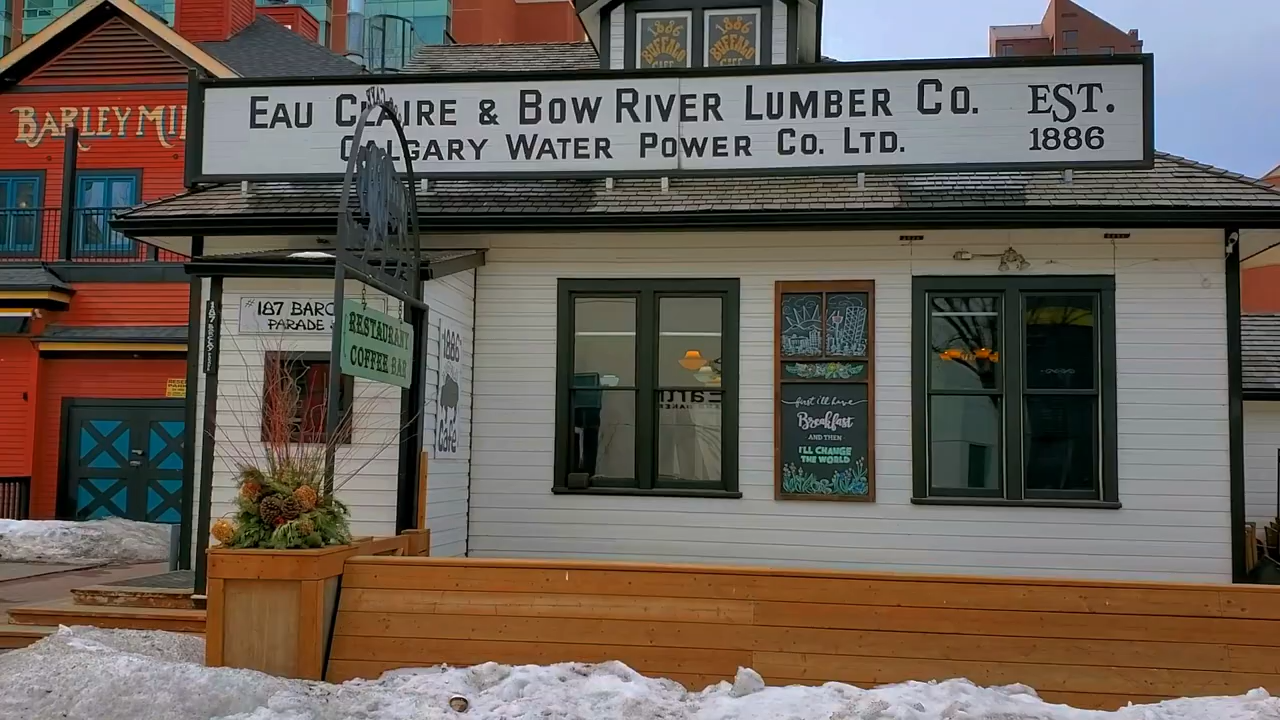 1886
BUFFALO
CAFE
1886
BUFFALO
CAFE
EAU CLAIRE & BOW RIVER LUMBER CO.
CALGARY WATER POWER CO. LTD.
EST.
1886
BARLEY MI
187 BARC
PARADE
RESTAURANT
COFFEE BAR
1886
Cafe
first i'll have
Breakfast
AND THEN
I'LL CHANGE
THE WORLD